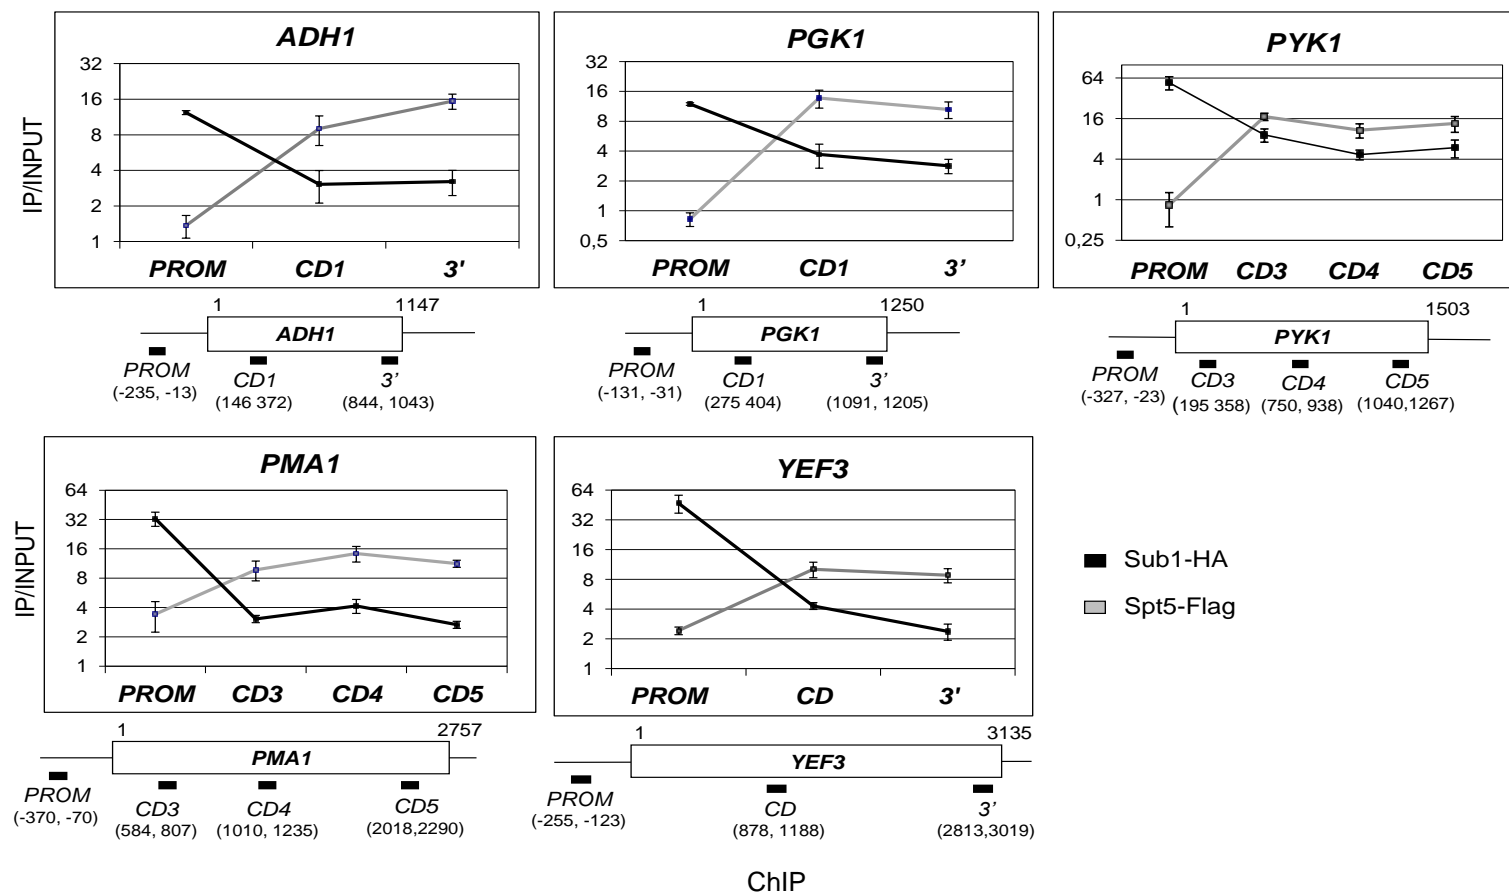 ADH1
32
16
8
4
2
1
IP/INPUT
PROM CD1 3'
1 1147
ADH1
PROM
(-235, -13)
CD1
(146 372)
3’
(844, 1043)
PGK1
32
16
8
4
2
1
0,5
PROM CD1 3’
1 1250
PGK1
PROM
(-131, -31)
CD1
(275 404)
3’
(1091, 1205)
PYK1
64
16
4
1
0,25
PROM CD3 CD4 CD5
1 1503
PYK1
PROM
(-327, -23)
CD3
(195 358)
CD4
(750, 938)
CD5
(1040,1267)
PMA1
64
32
16
8
4
2
1
IP/INPUT
PROM CD3 CD4 CD5
1 2757
PMA1
PROM
(-370, -70)
CD3
(584, 807)
CD4
(1010, 1235)
CD5
(2018,2290)
YEF3
64
32
16
8
4
2
1
PROM CD 3'
1 3135
YEF3
PROM
(-255, -123)
CD
(878, 1188)
3’
(2813,3019)
Sub1-HA
Spt5-Flag
ChIP